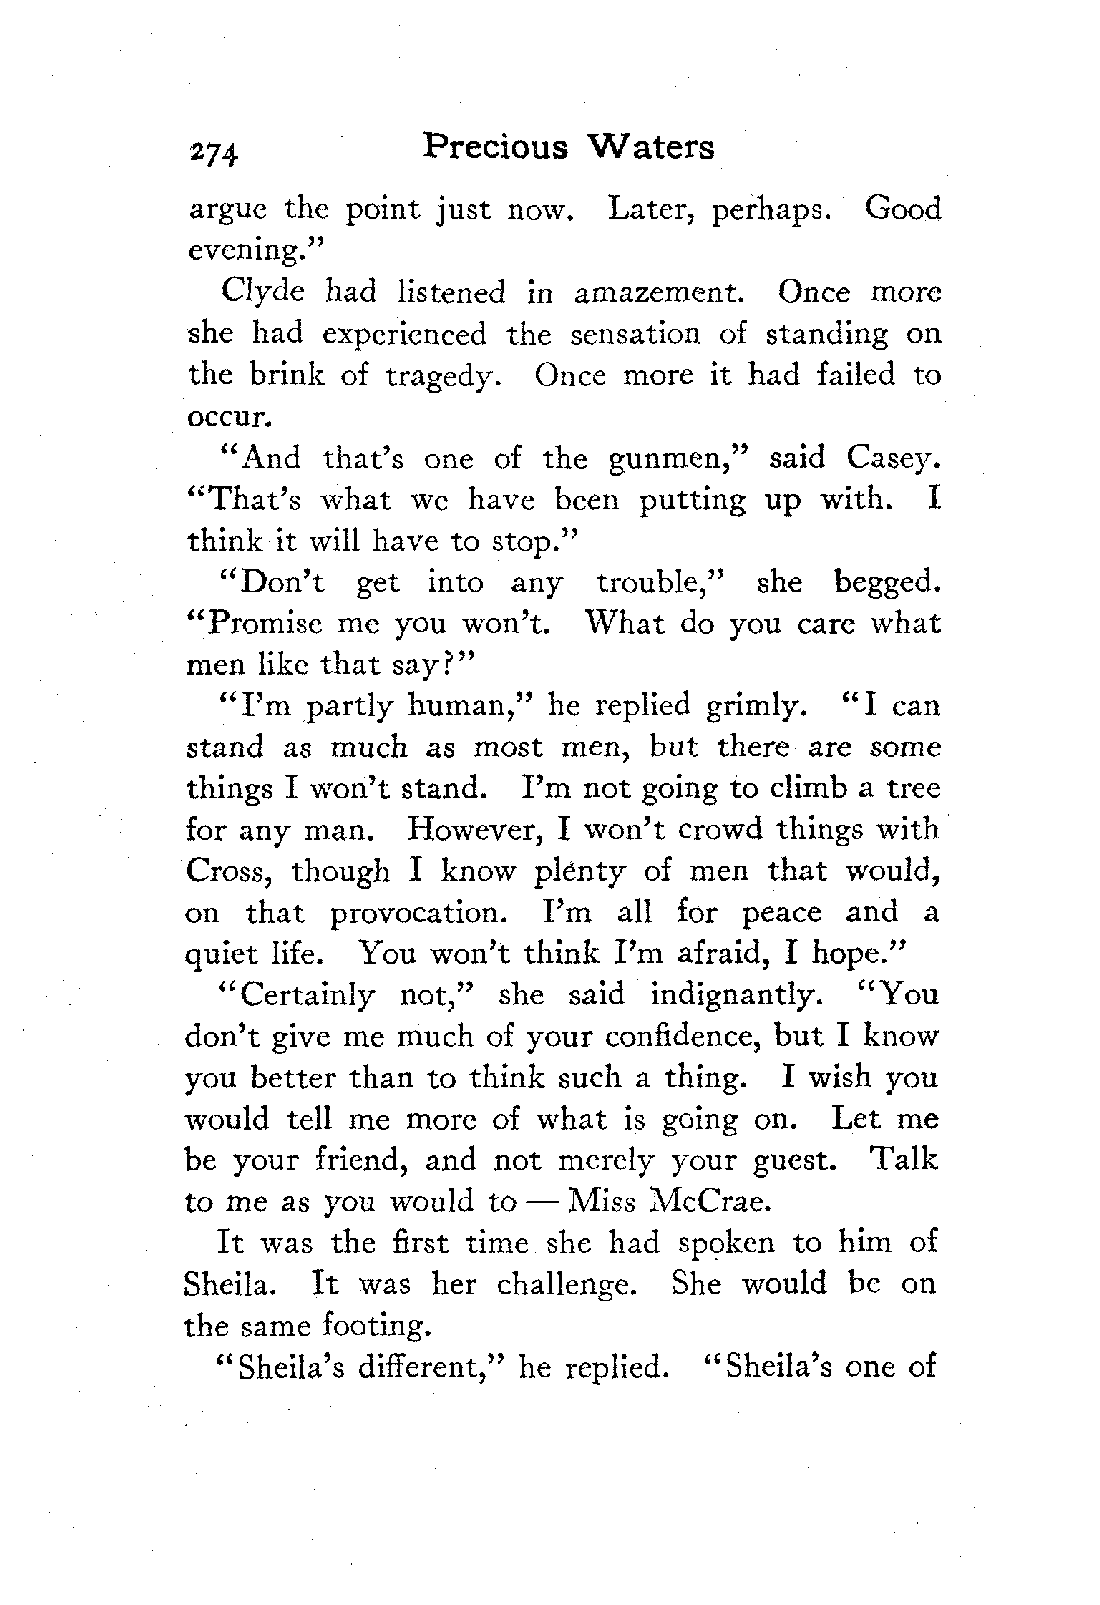 274 Precious Waters
argue the point just now. Later, perhaps. Good
evening.”
Clyde had listened in amazement. Once more
she had experienced the sensation of standing on
the brink of tragedy. Once more it had failed to
occur.
“And that’s one of the gunmen,” said Casey.
“That’s what we have been putting up with. I
think it will have to stop.”
“Don’t get into any trouble,” she begged.
“Promise me you won’t. What do you care what
men like that say?”
“I’m partly human,” he replied grimly. “I can
stand as much as most men, but there are some
things I won’t stand. I’m not going to climb a tree
for any man. However, I won’t crowd things with
Cross, though I know plenty of men that would,
on that provocation. I’m all for peace and a
quiet life. You won’t think I’m afraid, I hope.”
“Certainly not,” she said indignantly. “You
don’t give me much of your confidence, but I know
you better than to think such a thing. I wish you
would tell me more of what is going on. Let me
be your friend, and not merely your guest. Talk
to me as you would to — Miss McCrae.
It was the first time she had spoken to him of
Sheila. It was her challenge. She would be on
the same footing.
“Sheila’s different,” he replied. “Sheila’s one of